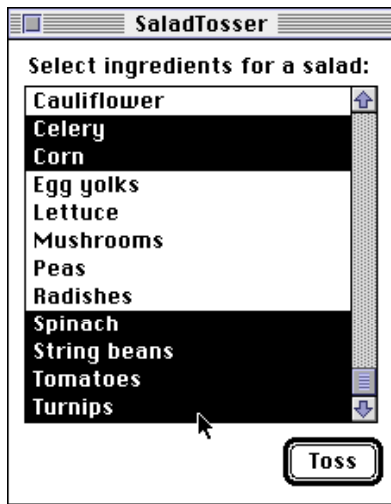 SaladTosser
Select ingredients for a salad:
Cauliflower
Celery
Corn
Egg yolks
Lettuce
Mushrooms
Peas
Radishes
Spinach
String beans
Tomatoes
Turnips
Toss